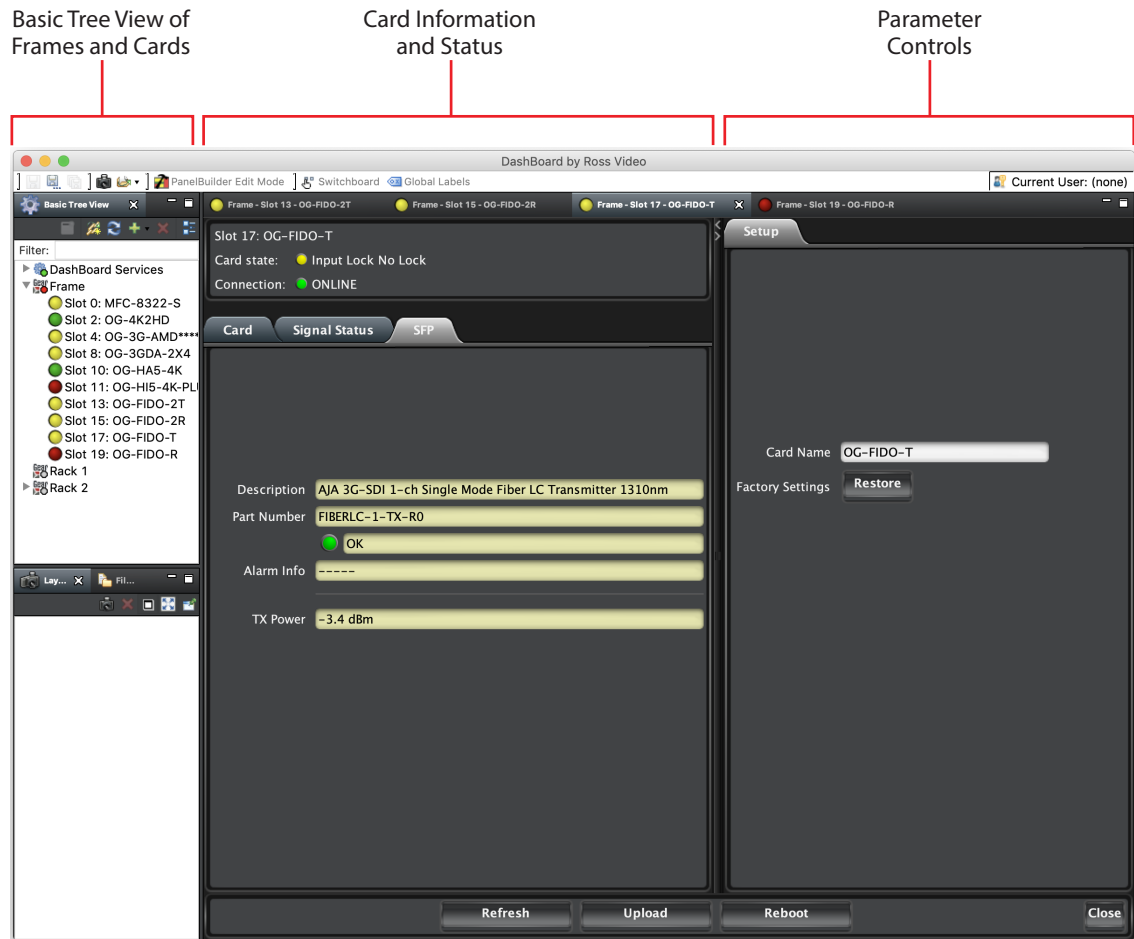 Basic Tree View of
Frames and Cards
Card Information
and Status
Parameter
Controls
DashBoard by Ross Video
PanelBuilder Edit Mode
Switchboard
Global Labels
Current User: (none)
Basic Tree View
Filter:
DashBoard Services
Frame
Slot 0: MFC-8322-S
Slot 2: OG-4K2HD
Slot 4: OG-3G-AMD****
Slot 8: OG-3GDA-2X4
Slot 10: OG-HA5-4K
Slot 11: OG-HI5-4K-PLU
Slot 13: OG-FIDO-2T
Slot 15: OG-FIDO-2R
Slot 17: OG-FIDO-T
Slot 19: OG-FIDO-R
Rack 1
Rack 2
Lay...
Fil...
Frame - Slot 13 - OG-FIDO-2T
Frame - Slot 15 - OG-FIDO-2R
Frame - Slot 17 - OG-FIDO-T
Frame - Slot 19 - OG-FIDO-R
Slot 17: OG-FIDO-T
Card state: Input Lock No Lock
Connection: ONLINE
Card
Signal Status
SFP
Description AJA 3G-SDI 1-ch Single Mode Fiber LC Transmitter 1310nm
Part Number FIBERLC-1-TX-R0
OK
Alarm Info -----
TX Power -3.4 dBm
Setup
Card Name OG-FIDO-T
Factory Settings Restore
Refresh
Upload
Reboot
Close